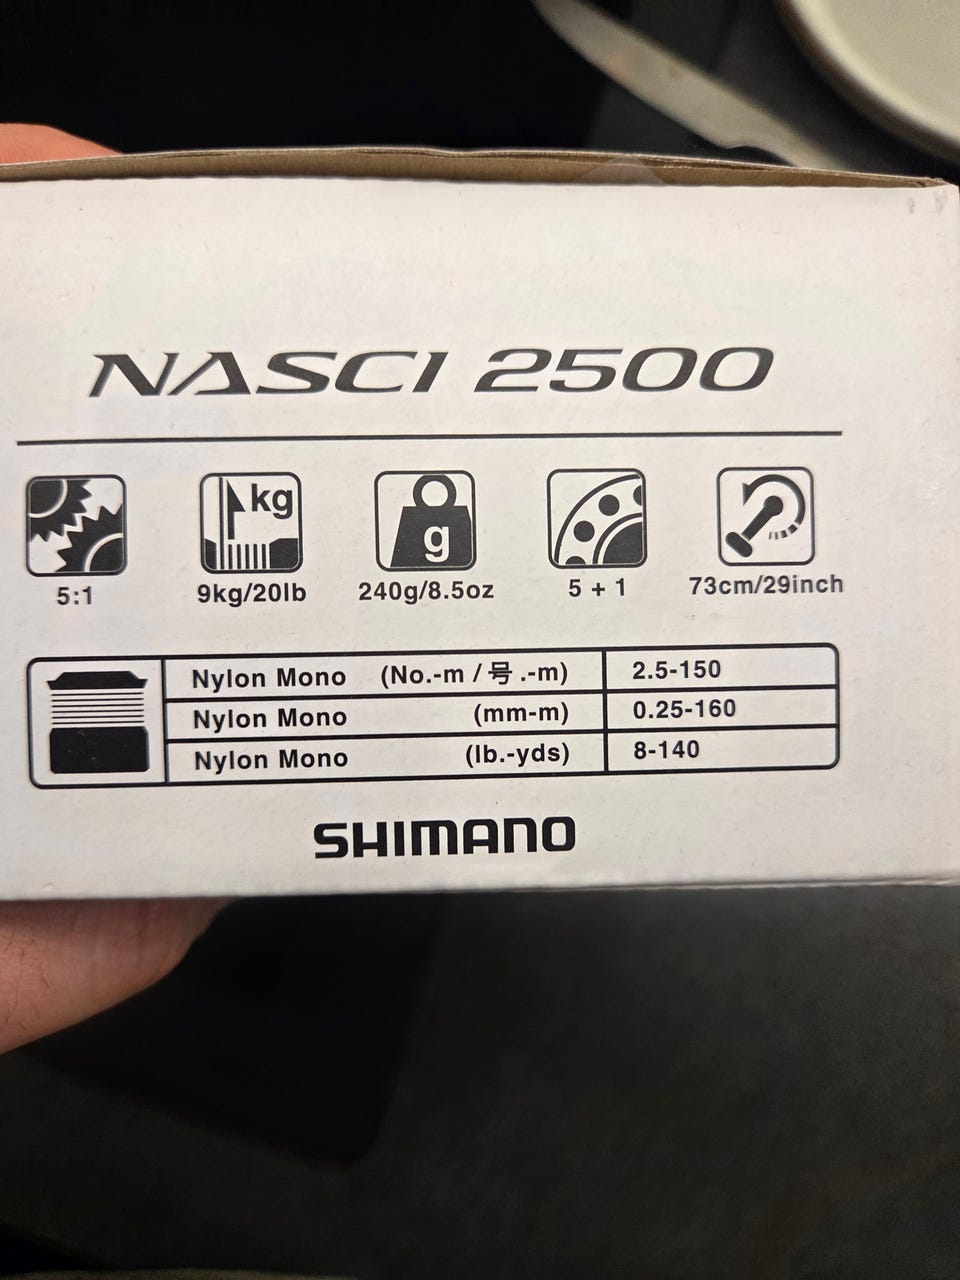 NASCI 2500
kg
g
5:1
9kg/20lb
240g/8.5oz
5 + 1
73cm/29inch
Nylon Mono (No.-m / 号 .-m) 2.5-150
Nylon Mono (mm-m) 0.25-160
Nylon Mono (lb.-yds) 8-140
SHIMANO